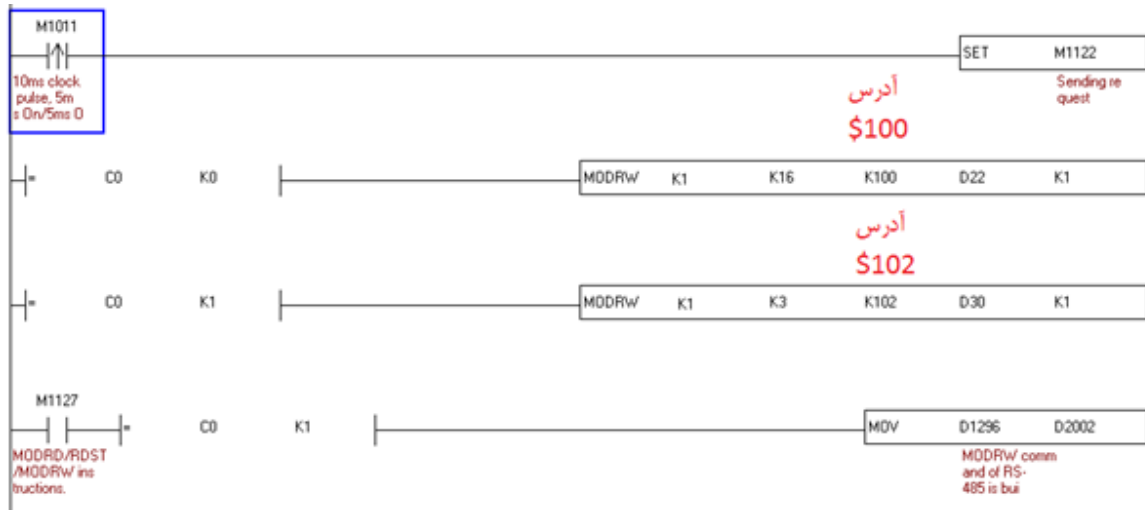 M1011
SET M1122
10ms clock
pulse, 5m
s On/5ms O
Sending re
quest
آدرس
$100
= C0 K0 MODRW K1 K16 K100 D22 K1
آدرس
$102
= C0 K1 MODRW K1 K3 K102 D30 K1
M1127
= C0 K1 MOV D1296 D2002
MODRD/RDST
/MODRW ins
tructions.
MODRW comm
and of RS-
485 is bui